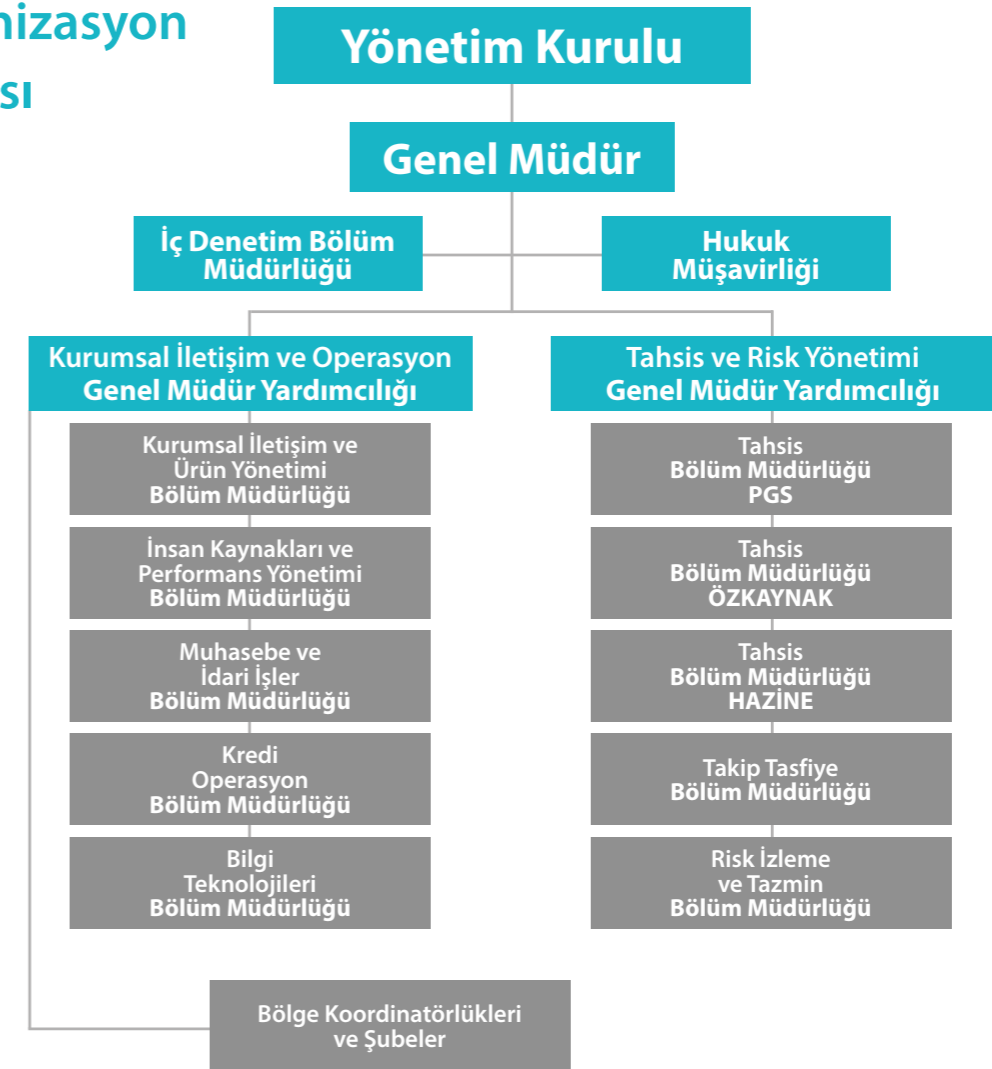 nizasyon
sı
Yönetim Kurulu
Genel Müdür
İç Denetim Bölüm
Müdürlüğü
Hukuk
Müşavirliği
Kurumsal İletişim ve Operasyon
Genel Müdür Yardımcılığı
Kurumsal İletişim ve
Ürün Yönetimi
Bölüm Müdürlüğü
İnsan Kaynakları ve
Performans Yönetimi
Bölüm Müdürlüğü
Muhasebe ve
İdari İşler
Bölüm Müdürlüğü
Kredi
Operasyon
Bölüm Müdürlüğü
Bilgi
Teknolojileri
Bölüm Müdürlüğü
Bölge Koordinatörlükleri
ve Şubeler
Tahsis ve Risk Yönetimi
Genel Müdür Yardımcılığı
Tahsis
Bölüm Müdürlüğü
PGS
Tahsis
Bölüm Müdürlüğü
ÖZKAYNAK
Tahsis
Bölüm Müdürlüğü
HAZİNE
Takip Tasfiye
Bölüm Müdürlüğü
Risk İzleme
ve Tazmin
Bölüm Müdürlüğü